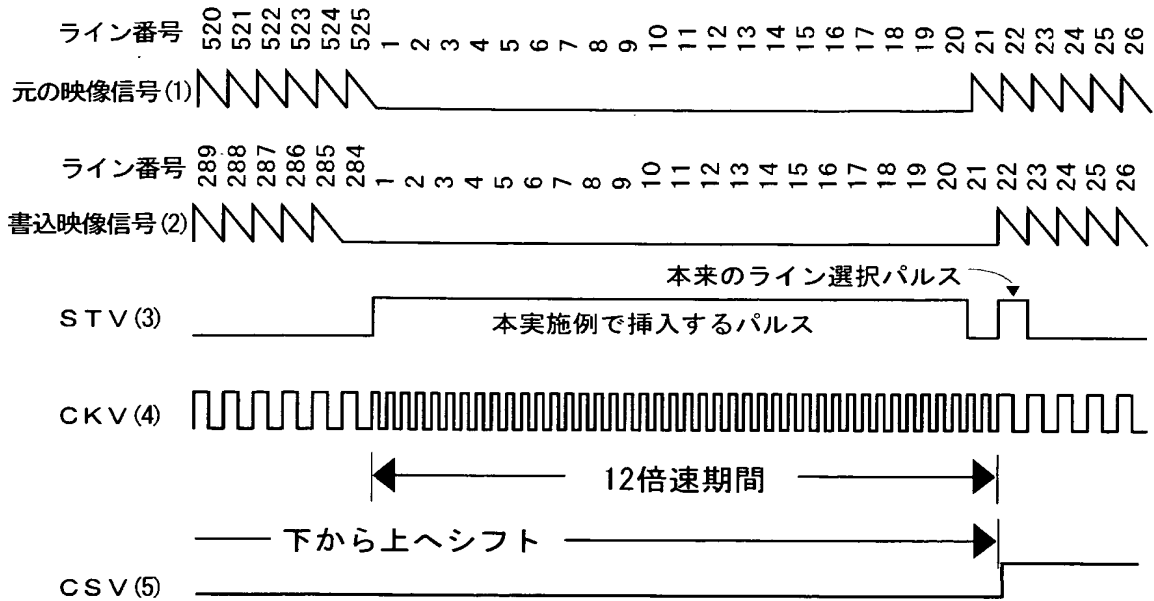 ライン番号 520 521 522 523 524 525 1 2 3 4 5 6 7 8 9 10 11 12 13 14 15 16 17 18 19 20 21 22 23 24 25 26
元の映像信号(1)
ライン番号 289 288 287 286 285 284 1 2 3 4 5 6 7 8 9 10 11 12 13 14 15 16 17 18 19 20 21 22 23 24 25 26
書込映像信号(2)
本来のライン選択パルス
STV(3) 本実施例で挿入するパルス
CKV(4)
12倍速期間
下から上へシフト
CSV(5)